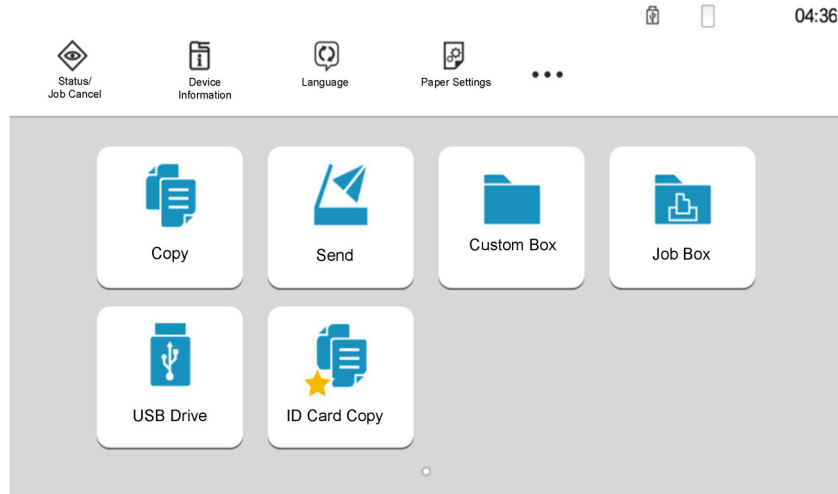 04:36
Status/
Job Cancel
Device
Information
Language
Paper Settings
Copy
Send
Custom Box
Job Box
USB Drive
ID Card Copy